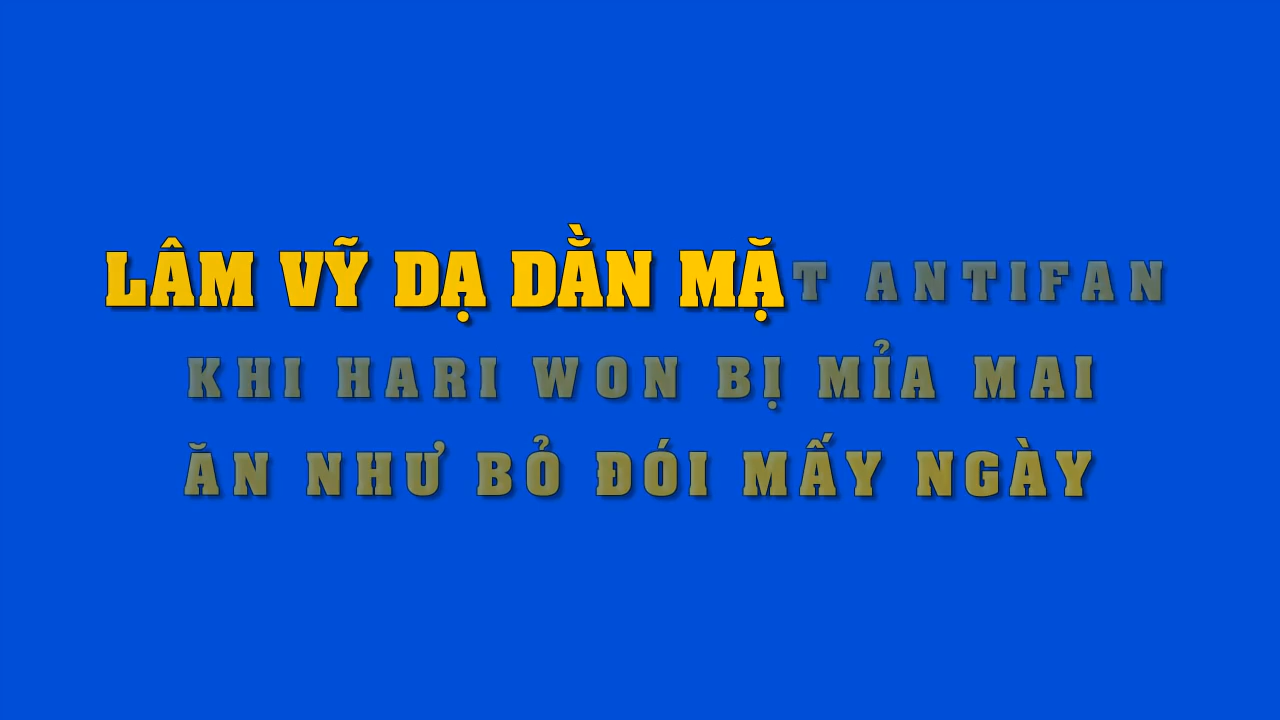 LÂM VỸ DẠ DẰN MẶT ANTIFAN
KHI HARI WON BỊ MỈA MAI
ĂN NHƯ BỎ ĐÓI MẤY NGÀY